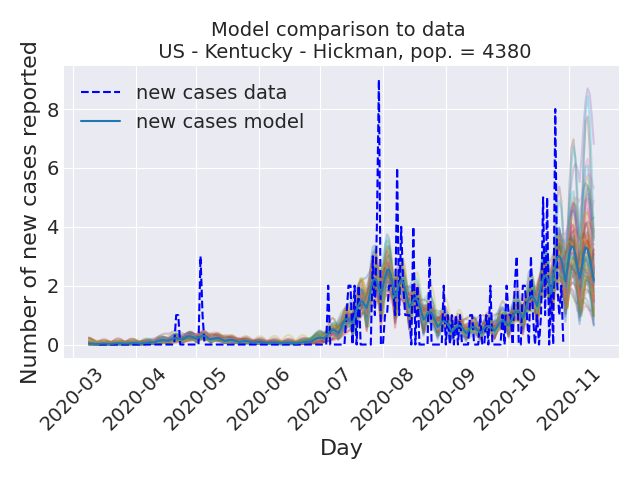 Model comparison to data
US - Kentucky - Hickman, pop. = 4380
Number of new cases reported
8
6
4
2
0
new cases data
new cases model
2020-03
2020-04
2020-05
2020-06
2020-07
2020-08
2020-09
2020-10
2020-11
Day